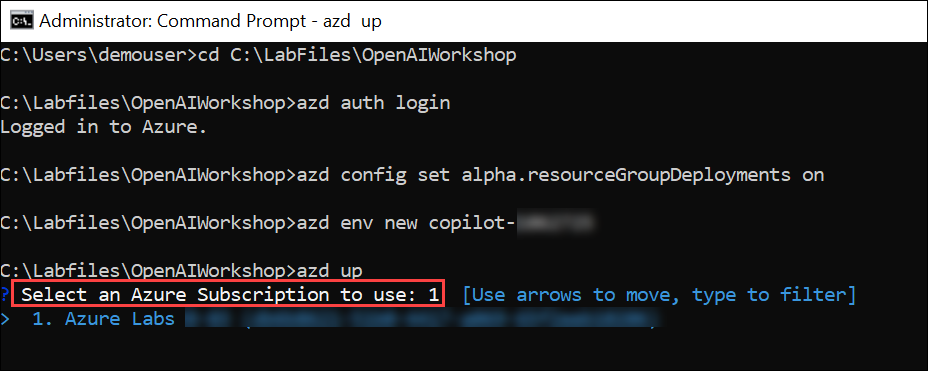 Administrator: Command Prompt - azd  up
C:\Users\demouser>cd C:\LabFiles\OpenAIWorkshop
C:\Labfiles\OpenAIWorkshop>azd auth login
Logged in to Azure.
C:\Labfiles\OpenAIWorkshop>azd config set alpha.resourceGroupDeployments on
C:\Labfiles\OpenAIWorkshop>azd env new copilot-
C:\Labfiles\OpenAIWorkshop>azd up
? Select an Azure Subscription to use: 1  [Use arrows to move, type to filter]
>  1. Azure Labs